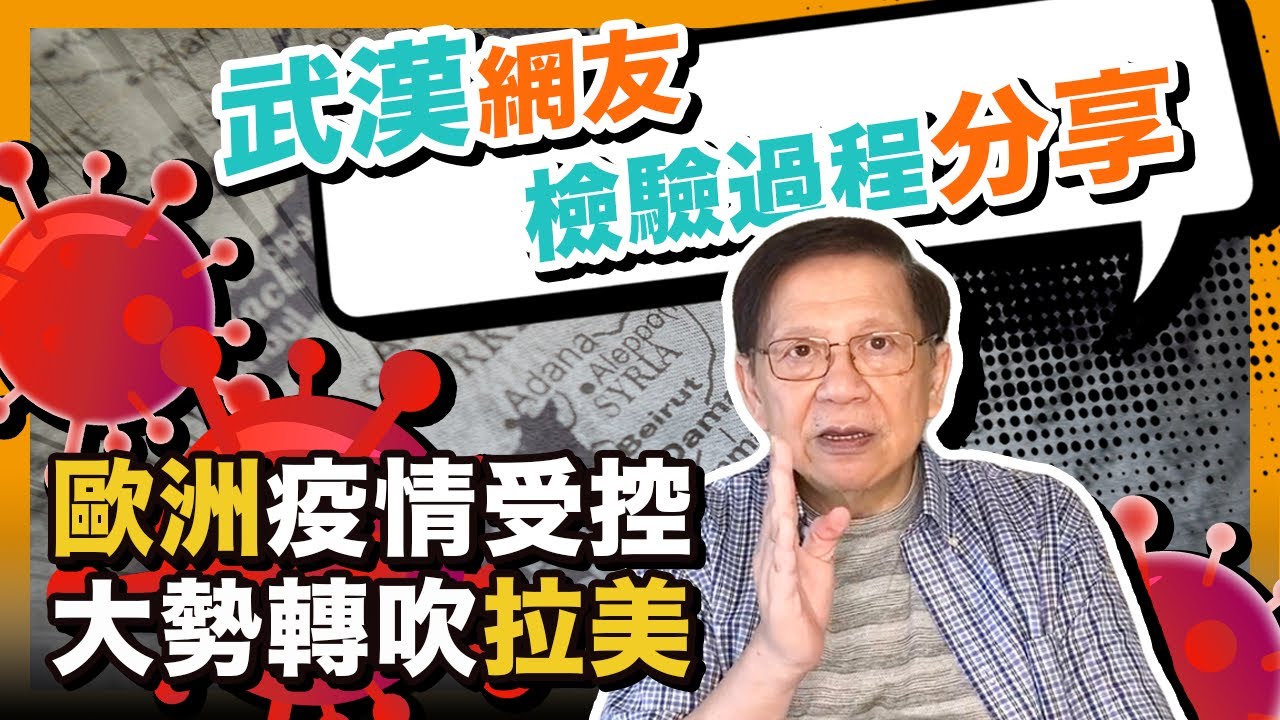 武漢網友
檢驗過程分享
Adana
Aleppo
SYRIA
Beirut
歐洲疫情受控
大勢轉吹拉美